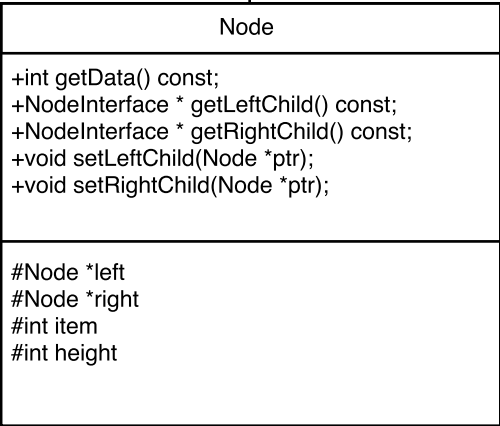 Node
+int getData() const;
+NodeInterface * getLeftChild() const;
+NodeInterface * getRightChild() const;
+void setLeftChild(Node *ptr);
+void setRightChild(Node *ptr);
#Node *left
#Node *right
#int item
#int height